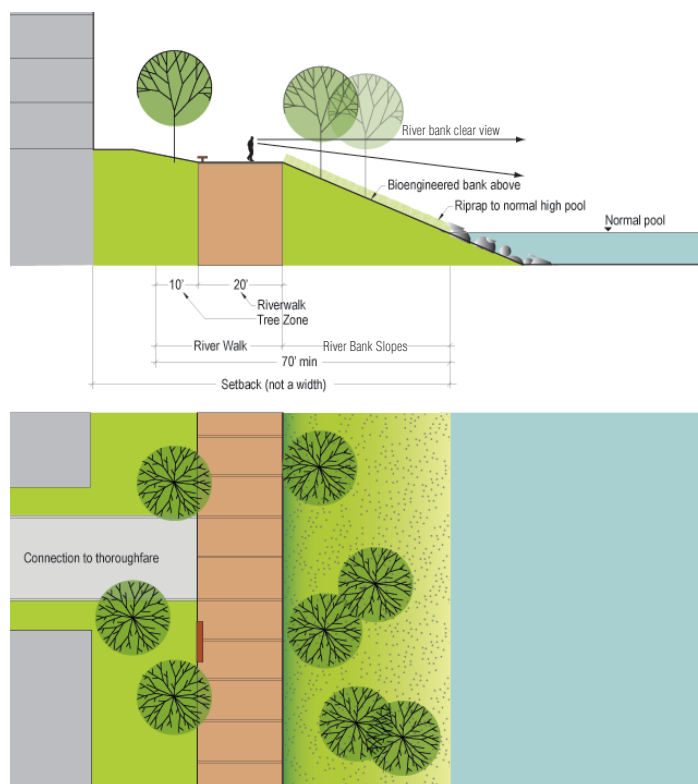 River bank clear view
Bioengineered bank above
Riprap to normal high pool
Normal pool
10'
20'
Riverwalk
Tree Zone
River Walk
River Bank Slopes
70' min
Setback (not a width)
Connection to thoroughfare